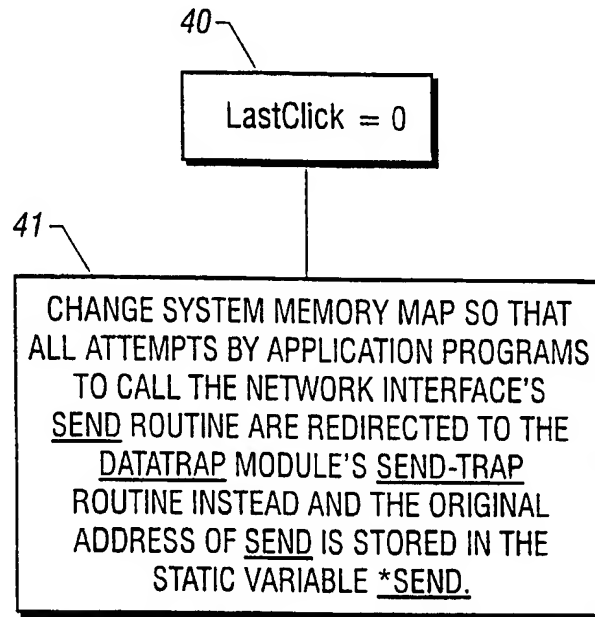 40
LastClick = 0
41
CHANGE SYSTEM MEMORY MAP SO THAT
ALL ATTEMPTS BY APPLICATION PROGRAMS
TO CALL THE NETWORK INTERFACE'S
SEND ROUTINE ARE REDIRECTED TO THE
DATATRAP MODULE'S SEND-TRAP
ROUTINE INSTEAD AND THE ORIGINAL
ADDRESS OF SEND IS STORED IN THE
STATIC VARIABLE *SEND.